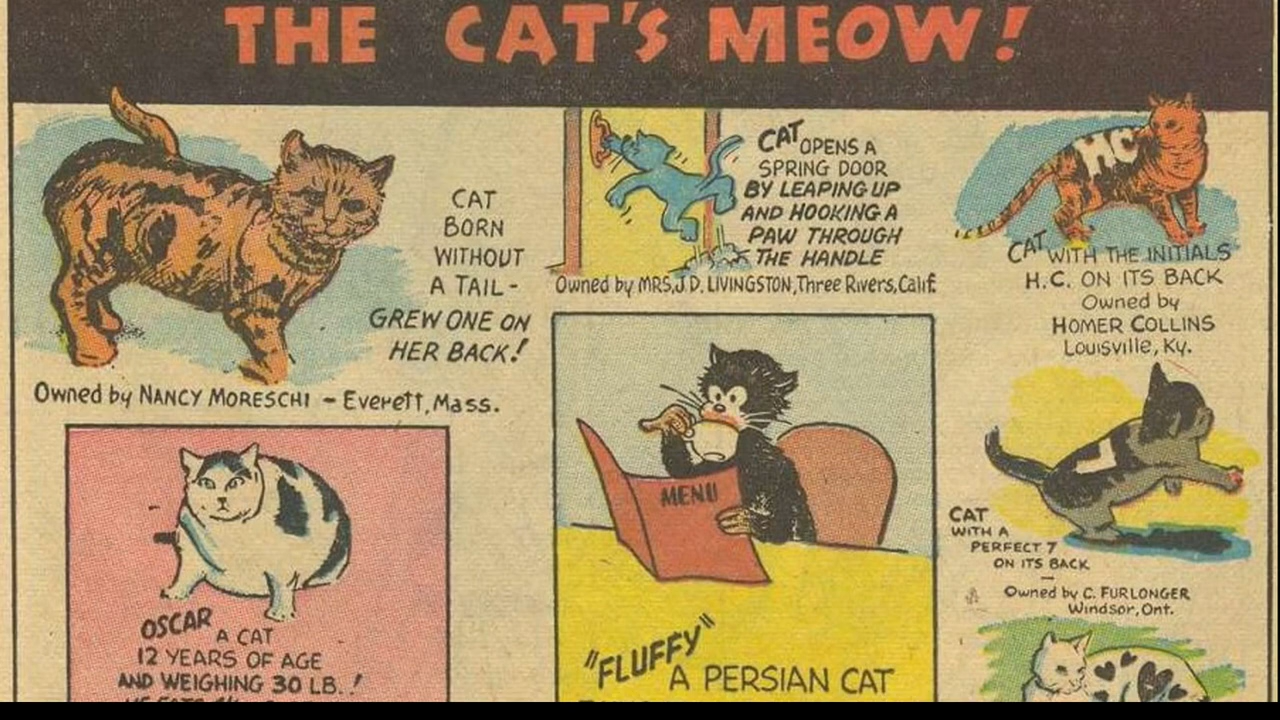 THE CAT'S MEOW!
CAT
BORN
WITHOUT
A TAIL-
GREW ONE ON
HER BACK!
Owned by NANCY MORESCHI - Everett, Mass.
CAT OPENS A
SPRING DOOR
BY LEAPING UP
AND HOOKING A
PAW THROUGH
THE HANDLE
Owned by MRS. J.D. LIVINGSTON, Three Rivers, Calif.
HC
CAT WITH THE INITIALS
H.C. ON ITS BACK
Owned by
HOMER COLLINS
Louisville, Ky.
OSCAR A CAT
12 YEARS OF AGE
AND WEIGHING 30 LB.!
MENU
"FLUFFY"
A PERSIAN CAT
CAT
WITH A
PERFECT 7
ON ITS BACK
Owned by C. FURLONGER
Windsor, Ont.